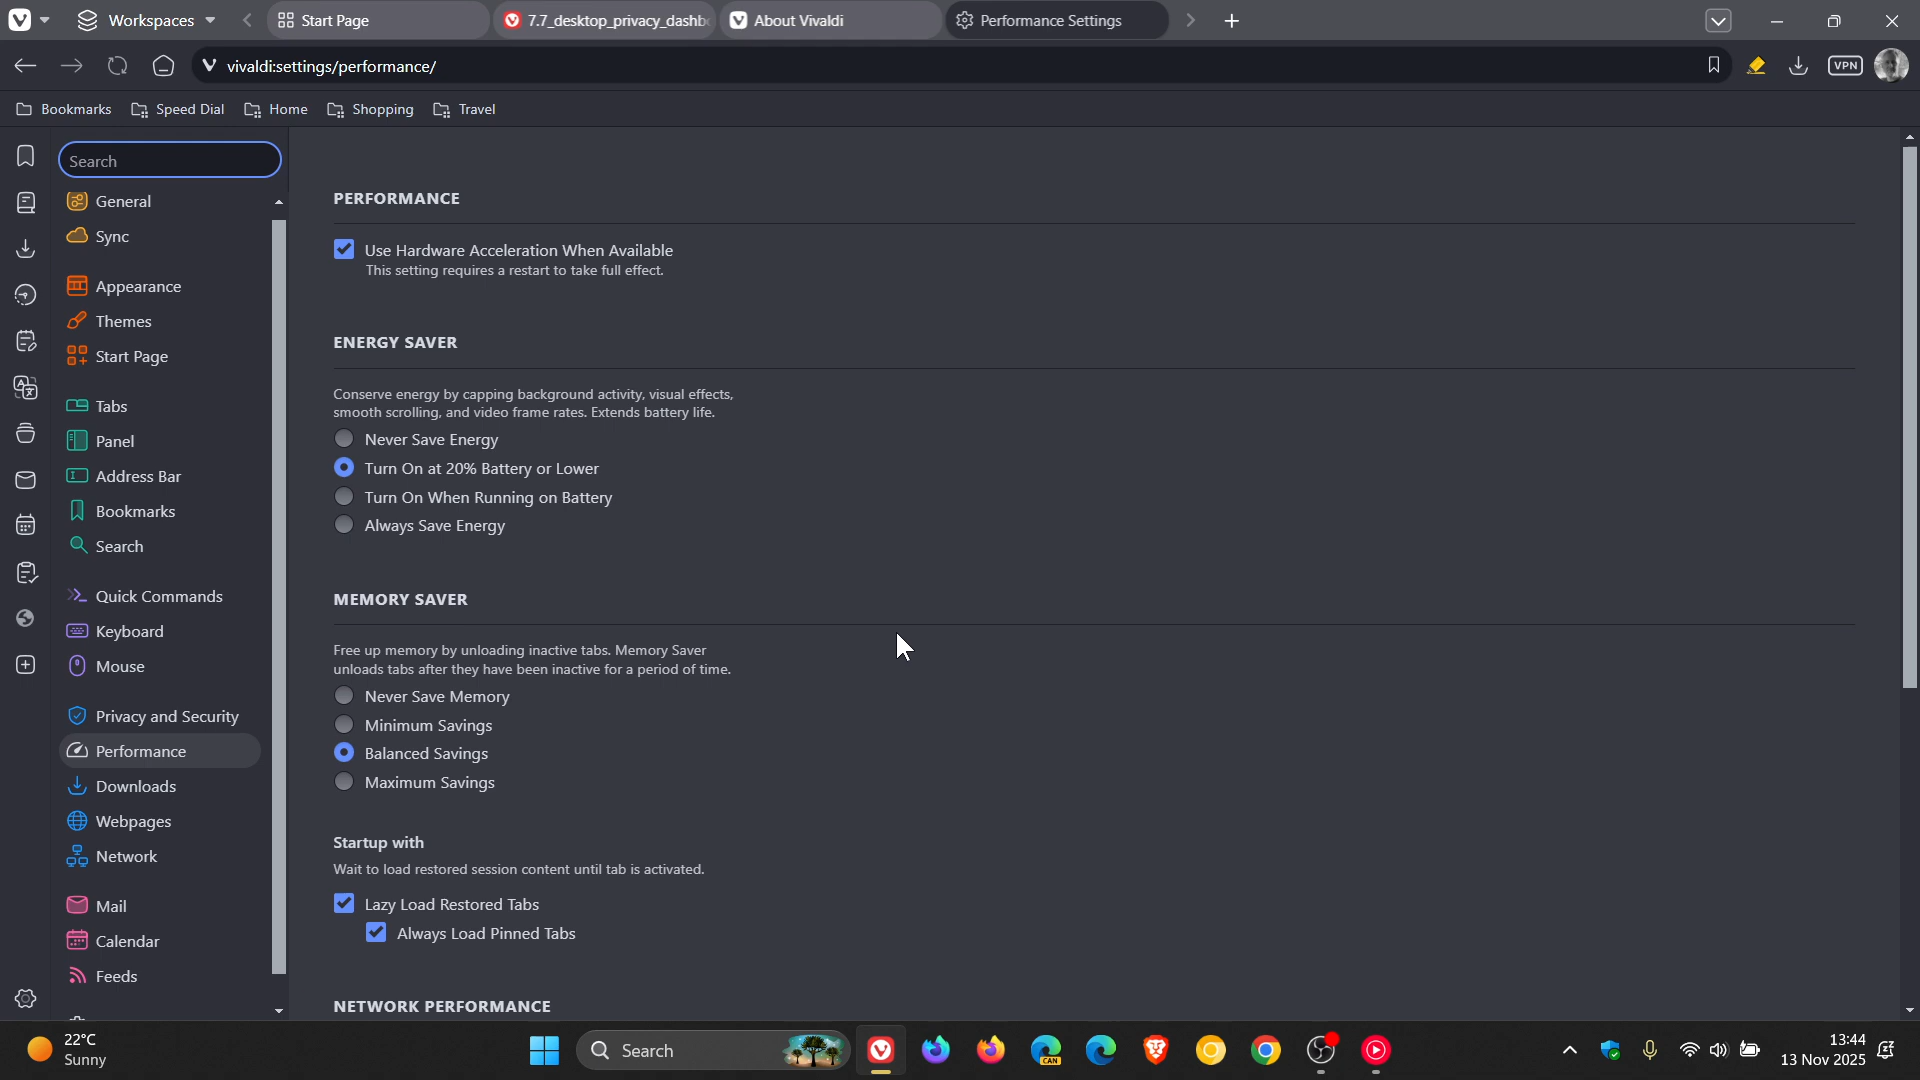 Workspaces
Start Page
7.7_desktop_privacy_dashb
About Vivaldi
Performance Settings
vivaldi:settings/performance/
VPN
Bookmarks
Speed Dial
Home
Shopping
Travel
Search
General
Sync
Appearance
Themes
Start Page
Tabs
Panel
Address Bar
Bookmarks
Search
Quick Commands
Keyboard
Mouse
Privacy and Security
Performance
Downloads
Webpages
Network
Mail
Calendar
Feeds
PERFORMANCE
Use Hardware Acceleration When Available
This setting requires a restart to take full effect.
ENERGY SAVER
Conserve energy by capping background activity, visual effects,
smooth scrolling, and video frame rates. Extends battery life.
Never Save Energy
Turn On at 20% Battery or Lower
Turn On When Running on Battery
Always Save Energy
MEMORY SAVER
Free up memory by unloading inactive tabs. Memory Saver
unloads tabs after they have been inactive for a period of time.
Never Save Memory
Minimum Savings
Balanced Savings
Maximum Savings
Startup with
Wait to load restored session content until tab is activated.
Lazy Load Restored Tabs
Always Load Pinned Tabs
NETWORK PERFORMANCE
22°C
Sunny
Search
CAN
13:44
13 Nov 2025